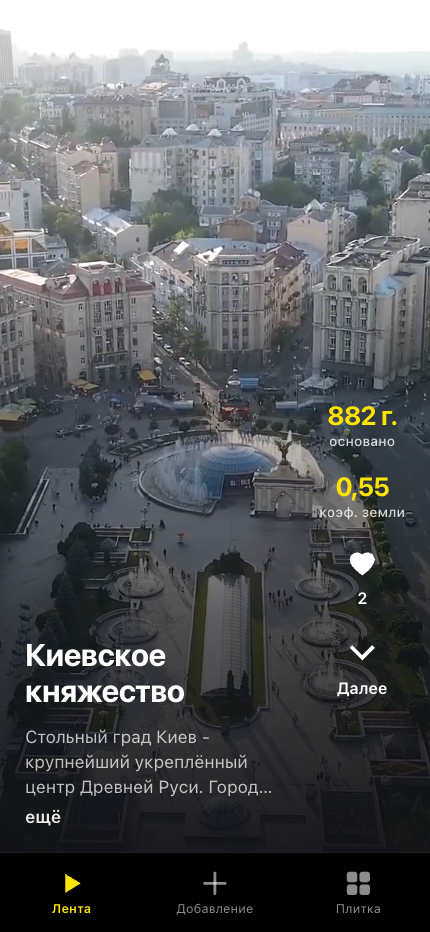 882 г.
основано
0,55
коэф. земли
2
Далее
Киевское
княжество
Стольный град Киев -
крупнейший укреплённый
центр Древней Руси. Город...
ещё
Лента
Добавление
Плитка